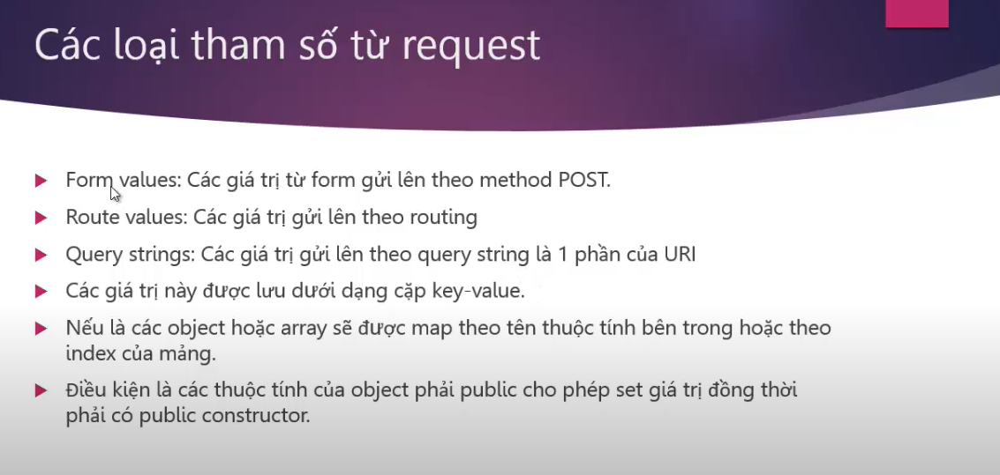 Các loại tham số từ request
Form values: Các giá trị từ form gửi lên theo method POST.
Route values: Các giá trị gửi lên theo routing
Query strings: Các giá trị gửi lên theo query string là 1 phần của URI
Các giá trị này được lưu dưới dạng cặp key-value.
Nếu là các object hoặc array sẽ được map theo tên thuộc tính bên trong hoặc theo
index của mảng.
Điều kiện là các thuộc tính của object phải public cho phép set giá trị đồng thời
phải có public constructor.